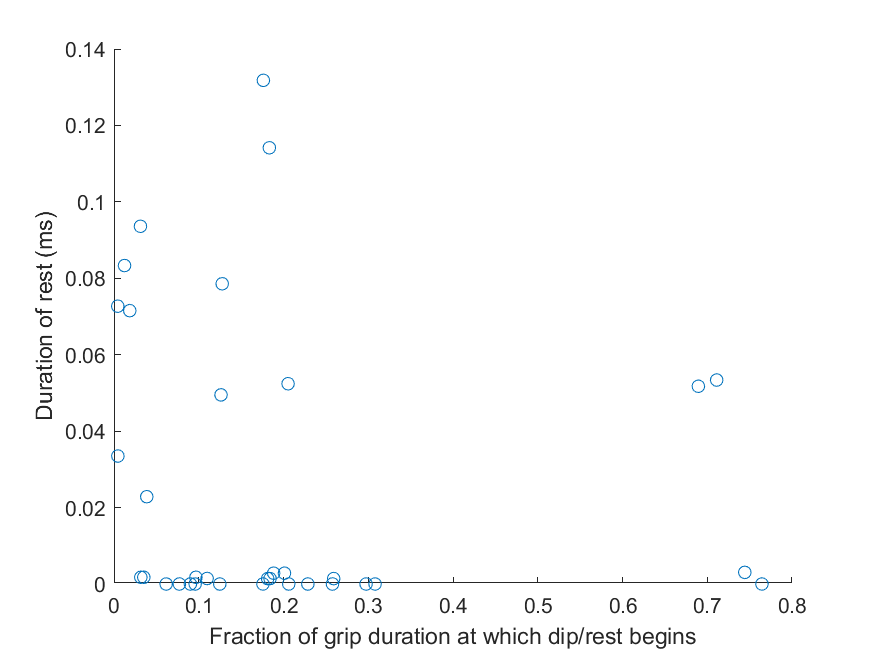 0.14
0.12
0.1
0.08
0.06
0.04
0.02
0
Duration of rest (ms)
0 0.1 0.2 0.3 0.4 0.5 0.6 0.7 0.8
Fraction of grip duration at which dip/rest begins